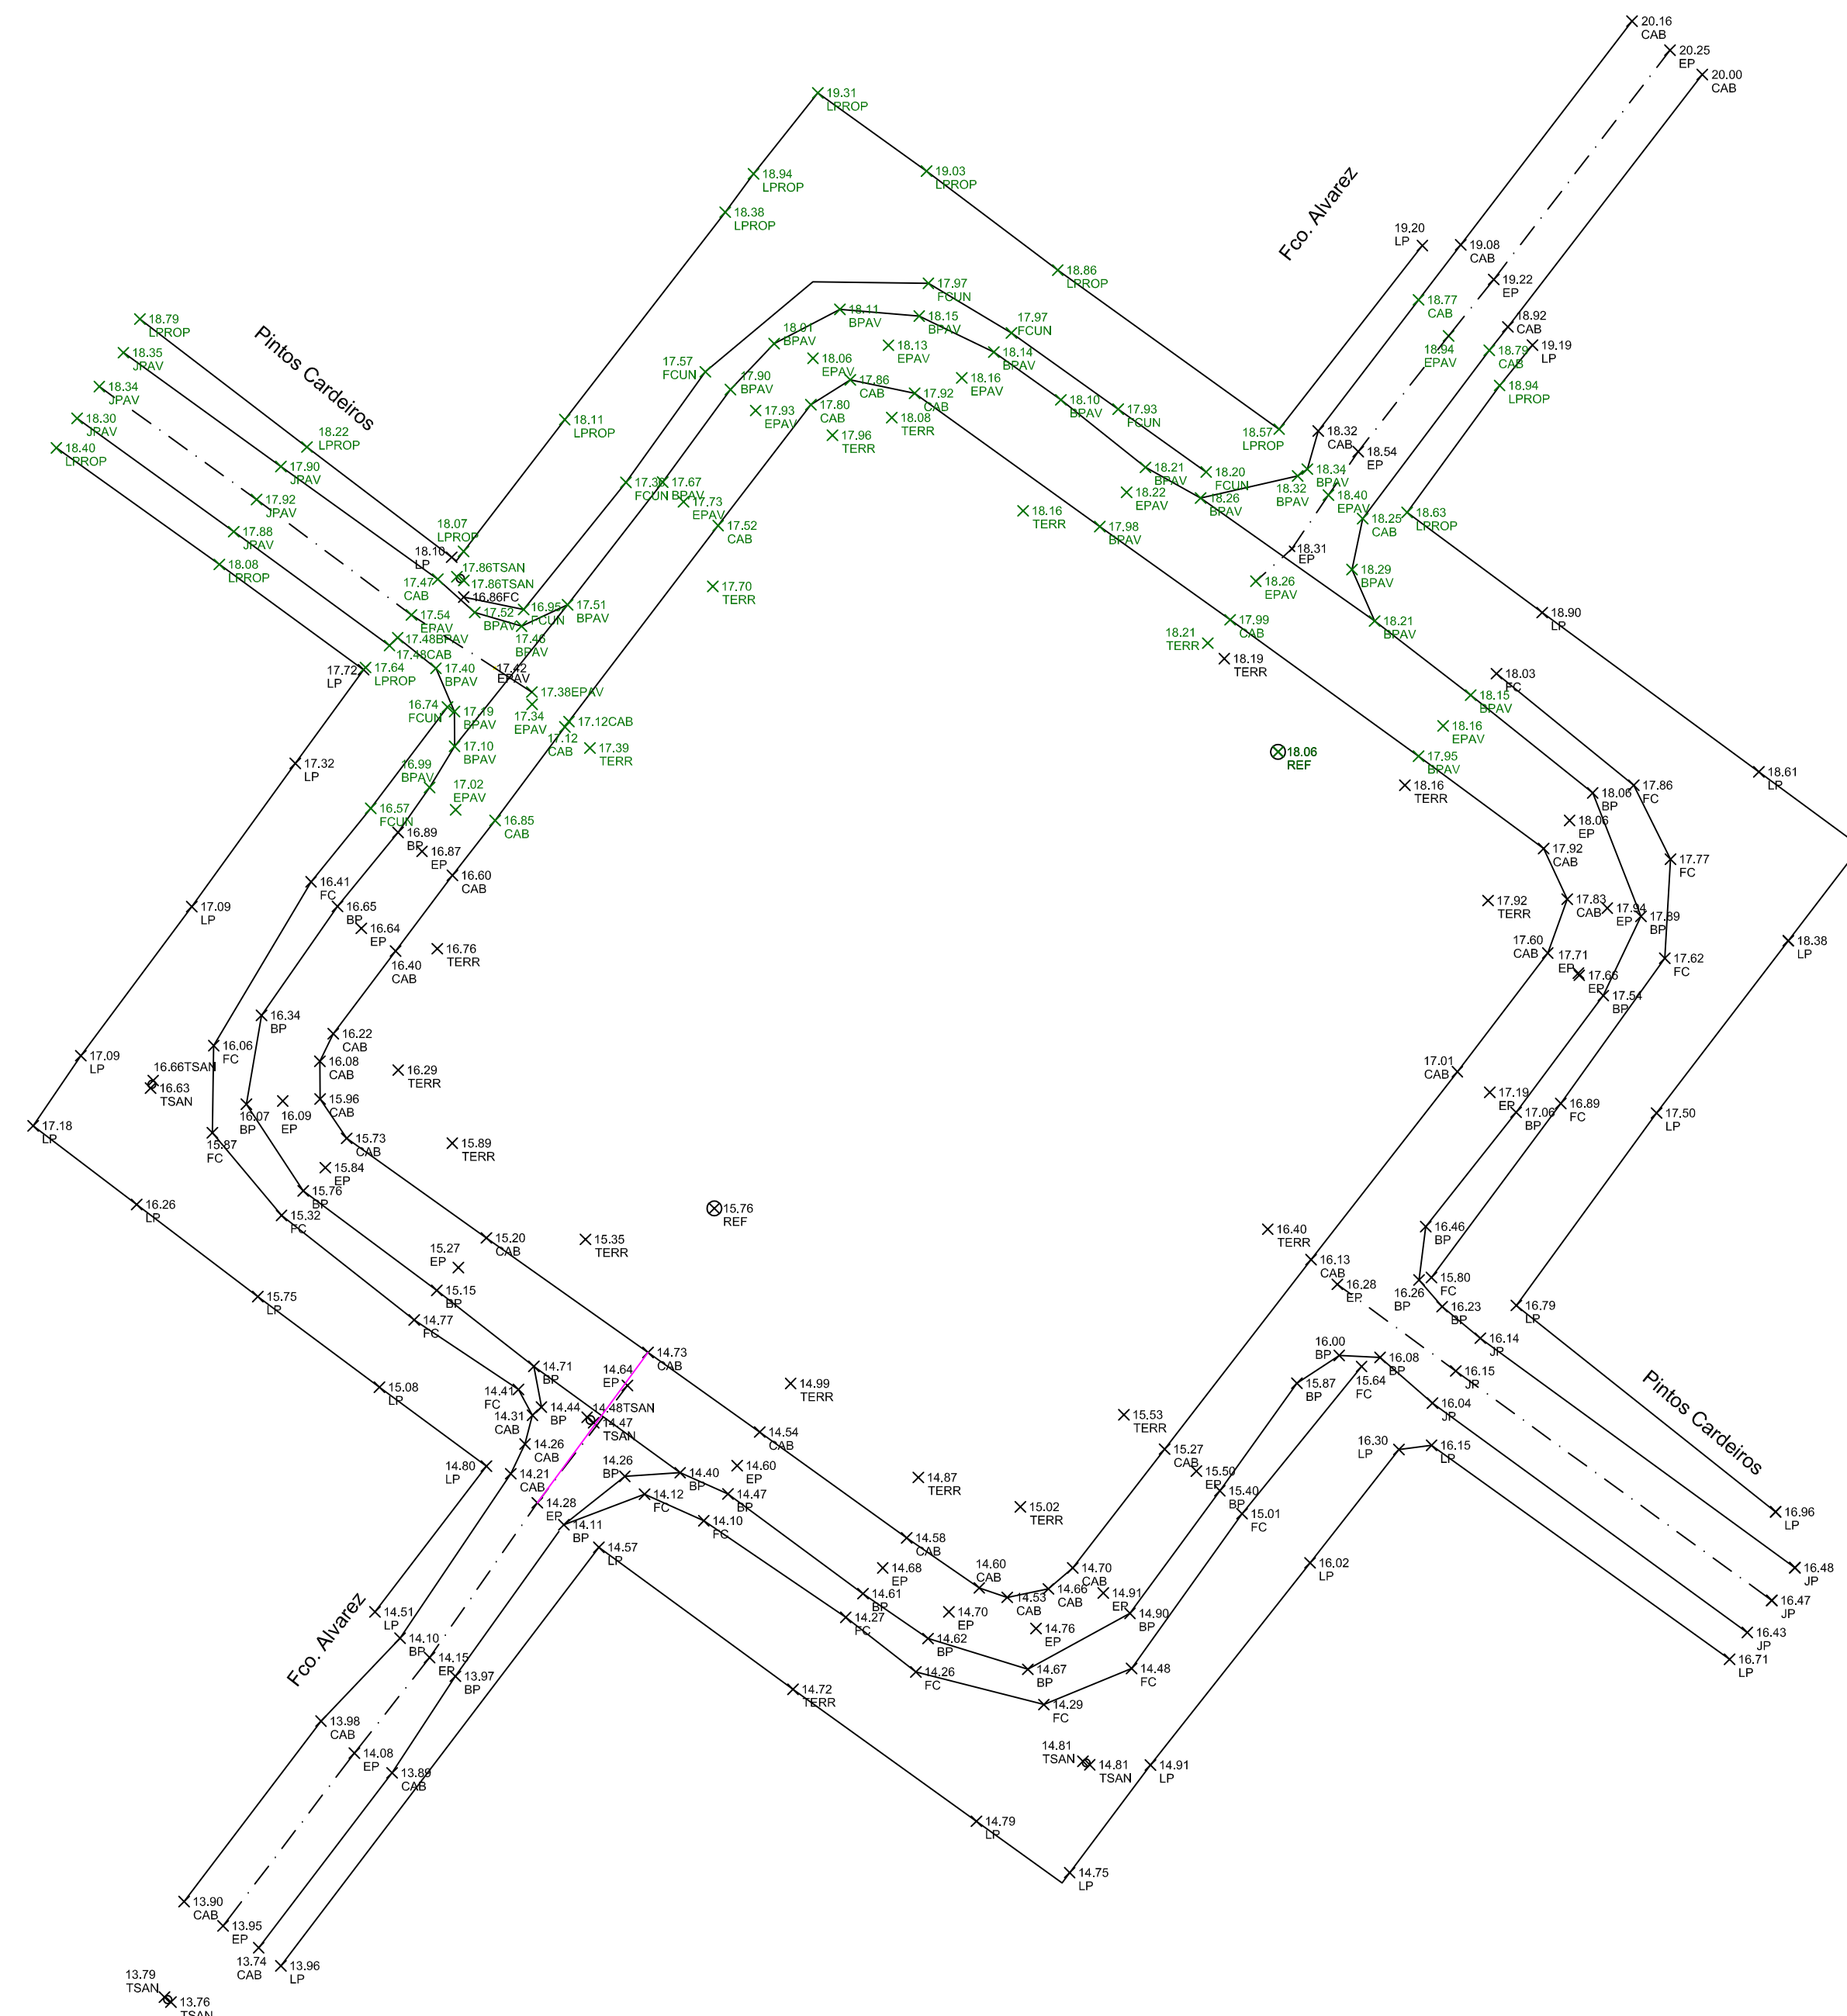 20.16
CAB
20.25
EP
20.00
CAB
19.31
LPROP
18.94
LPROP
19.03
LPROP
18.38
LPROP
Fco. Alvarez
19.20
LP
19.08
CAB
18.86
LPROP
19.22
EP
17.97
FCUN
18.77
CAB
18.79
LPROP
Pintos Cardeiros
18.11
BPAV
18.15
BPAV
18.92
CAB
17.97
FCUN
18.01
BPAV
18.94
EPAV
18.35
JPAV
18.13
EPAV
18.79
CAB
19.19
LP
18.06
EPAV
18.14
BPAV
17.57
FCUN
18.34
JPAV
17.90
BPAV
17.86
CAB
18.16
EPAV
18.94
LPROP
17.92
CAB
18.10
BPAV
17.93
EPAV
17.80
CAB
17.93
FCUN
18.30
JPAV
18.11
LPROP
18.08
TERR
18.57
LPROP
18.32
CAB
17.96
TERR
18.40
LPROP
18.22
LPROP
18.54
EP
17.90
JPAV
18.21
BPAV
18.20
FCUN
18.34
BPAV
18.32
BPAV
17.38
FCUN
17.67
BPAV
18.22
EPAV
18.40
EPAV
17.92
JPAV
17.73
EPAV
18.26
BPAV
18.16
TERR
18.25
CAB
18.63
LPROP
17.52
CAB
17.98
BPAV
17.88
JPAV
18.07
LPROP
18.10
LP
18.31
EP
18.08
LPROP
17.86TSAN
17.86TSAN
17.47
CAB
18.29
BPAV
18.26
EPAV
17.70
TERR
16.86FC
16.95
FCUN
17.51
BPAV
17.52
BPAV
17.54
EPAV
17.46
BPAV
17.99
CAB
18.21
BPAV
18.90
LP
17.48BPAV
17.48CAB
18.21
TERR
18.19
TERR
17.72
LP
17.64
LPROP
17.40
BPAV
17.42
EPAV
18.03
FC
17.38EPAV
18.15
BPAV
16.74
FCUN
17.19
BPAV
17.34
EPAV
17.12CAB
17.12
CAB
18.16
EPAV
17.10
BPAV
17.39
TERR
18.06
REF
17.95
BPAV
17.32
LP
16.99
BPAV
18.61
LP
17.02
EPAV
18.16
TERR
18.06
BP
17.86
FC
16.57
FCUN
16.85
CAB
18.06
EP
16.89
BP
16.87
EP
17.92
CAB
17.77
FC
16.60
CAB
16.41
FC
17.09
LP
16.65
BP
17.92
TERR
17.83
CAB
17.94
EP
17.89
BP
16.64
EP
18.38
LP
16.76
TERR
16.40
CAB
17.60
CAB
17.71
EP
17.62
FC
17.66
EP
17.54
BP
16.34
BP
16.22
CAB
16.06
FC
17.09
LP
16.08
CAB
16.29
TERR
17.01
CAB
16.66TSAN
16.63
TSAN
15.96
CAB
16.07
BP
16.09
EP
17.19
EP
17.06
BP
16.89
FC
17.50
LP
17.18
LP
15.87
FC
15.73
CAB
15.89
TERR
15.84
EP
15.76
BP
16.26
LP
15.32
FC
15.76
REF
15.20
CAB
15.35
TERR
16.40
TERR
16.46
BP
15.27
EP
16.13
CAB
16.28
EP
15.80
FC
16.26
BP
15.15
BP
15.75
LP
16.23
BP
16.79
LP
14.77
FC
16.14
JP
14.73
CAB
16.00
BP
16.08
BP
14.71
BP
15.64
FC
16.15
JP
14.64
EP
14.99
TERR
15.87
BP
15.08
LP
14.41
FC
16.04
JP
Pintos Cardeiros
14.44
BP
14.31
CAB
14.48TSAN
14.47
TSAN
15.53
TERR
14.54
CAB
14.26
CAB
15.27
CAB
16.30
LP
16.15
LP
14.80
LP
14.60
EP
14.21
CAB
14.26
BP
14.40
BP
14.87
TERR
15.50
EP
15.40
BP
14.12
FC
14.47
BP
14.28
EP
15.02
TERR
15.01
FC
16.96
LP
14.11
BP
14.10
FC
14.58
CAB
14.57
LP
14.68
EP
14.70
CAB
16.02
LP
16.48
JP
Fco. Alvarez
14.60
CAB
14.66
CAB
14.91
EP
14.61
BP
14.53
CAB
16.47
JP
14.51
LP
14.70
EP
14.90
BP
14.27
FC
14.76
EP
14.10
BP
14.62
BP
16.43
JP
14.15
EP
16.71
LP
13.97
BP
14.67
BP
14.26
FC
14.48
FC
14.72
TERR
14.29
FC
13.98
CAB
14.08
EP
13.89
CAB
14.81
TSAN
14.81
TSAN
14.91
LP
14.79
LP
14.75
LP
13.90
CAB
13.95
EP
13.74
CAB
13.96
LP
13.79
TSAN
13.76
TSAN